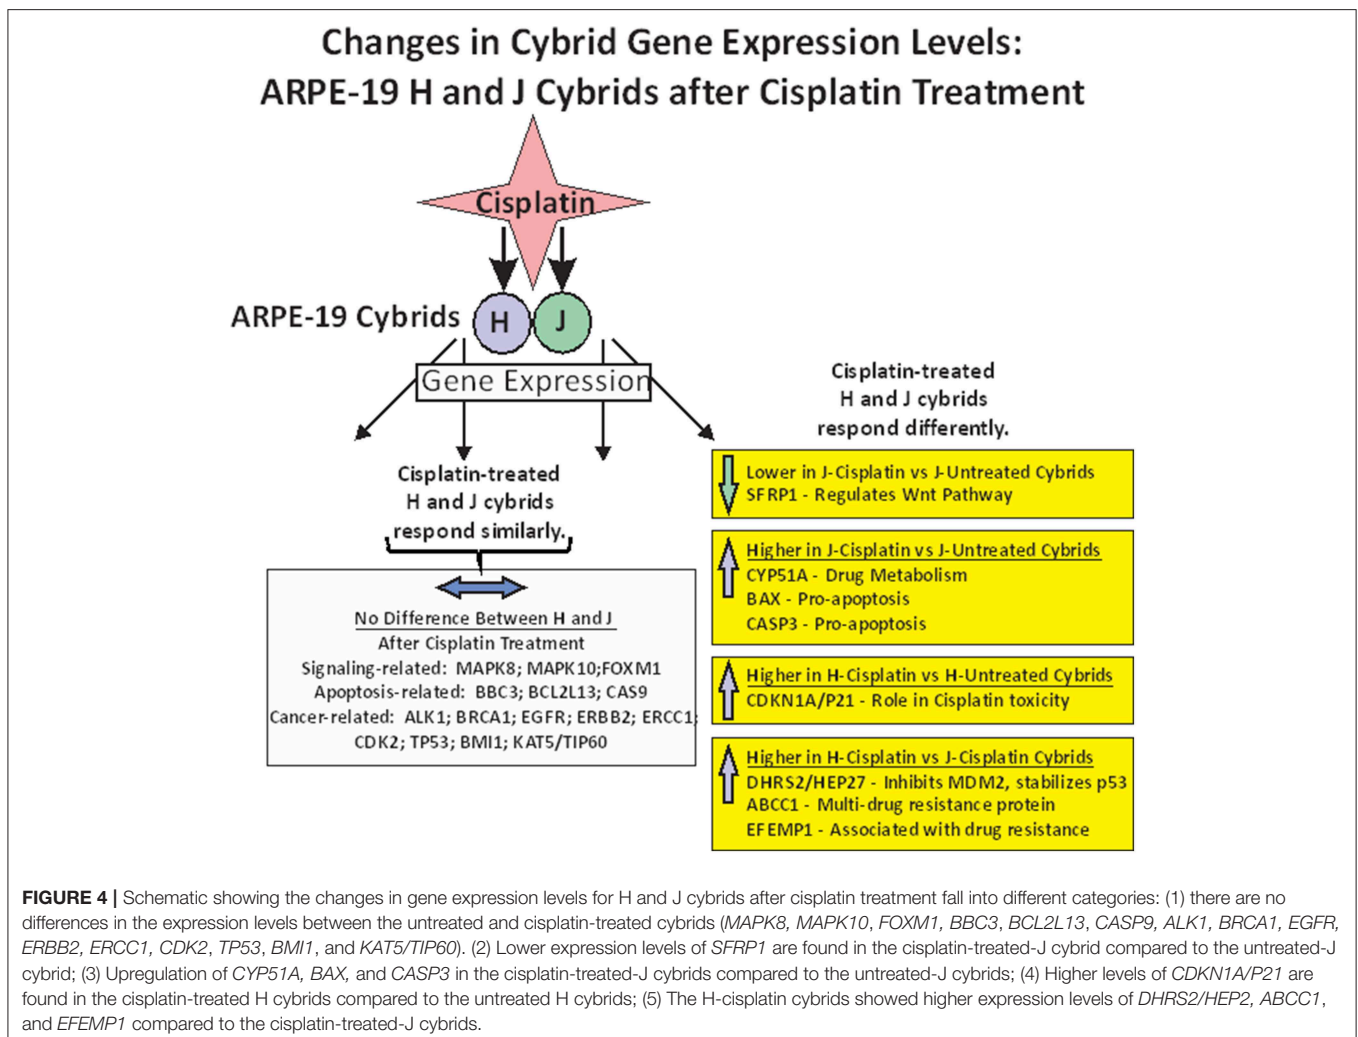 Changes in Cybrid Gene Expression Levels:
ARPE-19 H and J Cybrids after Cisplatin Treatment
Cisplatin
ARPE-19 Cybrids
H
J
Gene Expression
Cisplatin-treated
H and J cybrids
respond similarly.
No Difference Between H and J
After Cisplatin Treatment
Signaling-related: MAPK8; MAPK10;FOXM1
Apoptosis-related: BBC3; BCL2L13; CAS9
Cancer-related: ALK1; BRCA1; EGFR; ERBB2; ERCC1;
CDK2; TP53; BMI1; KAT5/TIP60
Cisplatin-treated
H and J cybrids
respond differently.
Lower in J-Cisplatin vs J-Untreated Cybrids
SFRP1 - Regulates Wnt Pathway
Higher in J-Cisplatin vs J-Untreated Cybrids
CYP51A - Drug Metabolism
BAX - Pro-apoptosis
CASP3 - Pro-apoptosis
Higher in H-Cisplatin vs H-Untreated Cybrids
CDKN1A/P21 - Role in Cisplatin toxicity
Higher in H-Cisplatin vs J-Cisplatin Cybrids
DHRS2/HEP27 - Inhibits MDM2, stabilizes p53
ABCC1 - Multi-drug resistance protein
EFEMP1 - Associated with drug resistance
FIGURE 4 | Schematic showing the changes in gene expression levels for H and J cybrids after cisplatin treatment fall into different categories: (1) there are no
differences in the expression levels between the untreated and cisplatin-treated cybrids (MAPK8, MAPK10, FOXM1, BBC3, BCL2L13, CASP9, ALK1, BRCA1, EGFR,
ERBB2, ERCC1, CDK2, TP53, BMI1, and KAT5/TIP60). (2) Lower expression levels of SFRP1 are found in the cisplatin-treated-J cybrid compared to the untreated-J
cybrid; (3) Upregulation of CYP51A, BAX, and CASP3 in the cisplatin-treated-J cybrids compared to the untreated-J cybrids; (4) Higher levels of CDKN1A/P21 are
found in the cisplatin-treated H cybrids compared to the untreated H cybrids; (5) The H-cisplatin cybrids showed higher expression levels of DHRS2/HEP2, ABCC1,
and EFEMP1 compared to the cisplatin-treated-J cybrids.